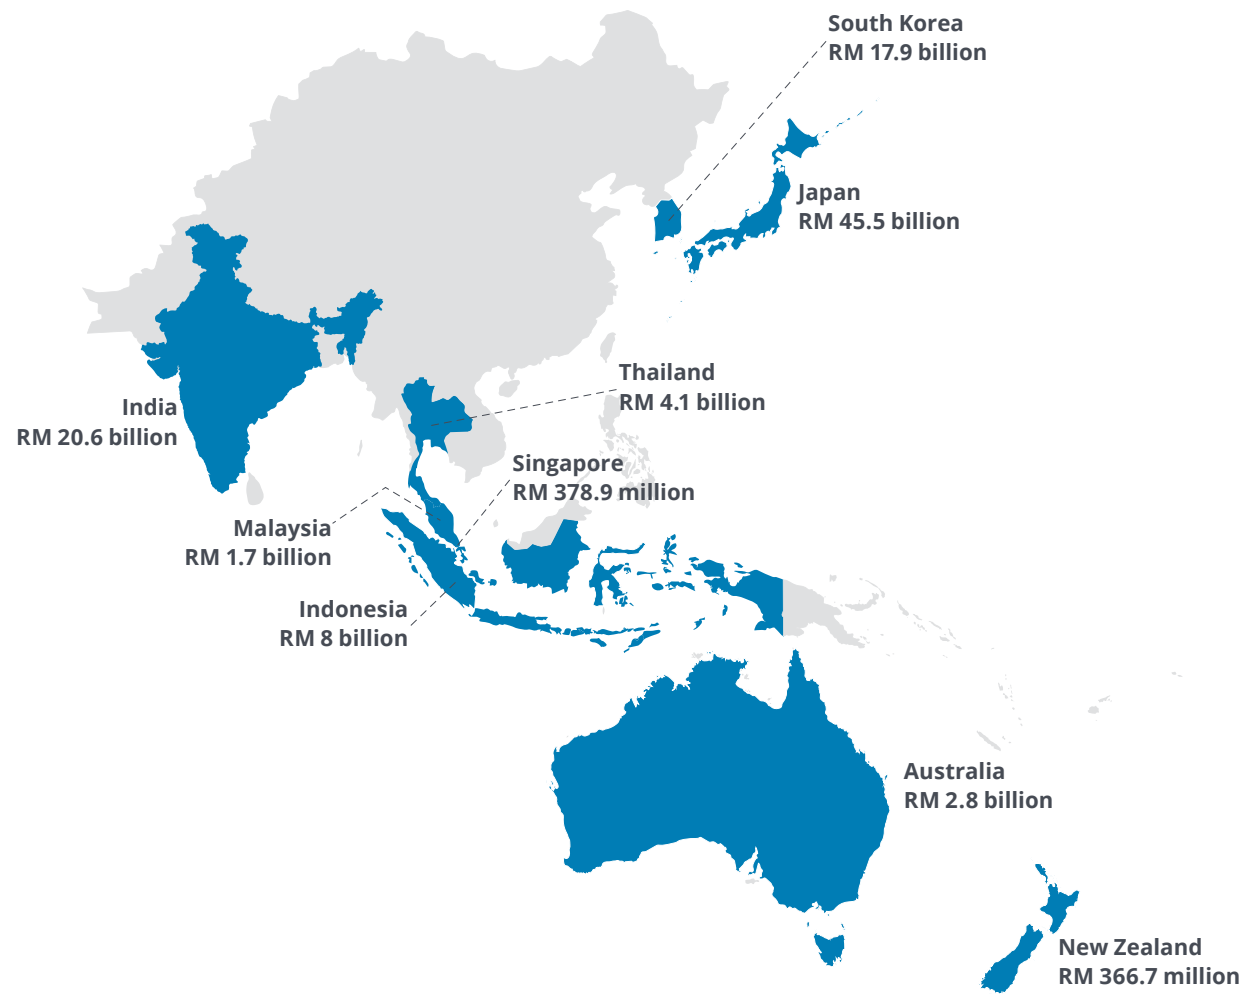 South Korea
RM 17.9 billion
Japan
RM 45.5 billion
Thailand
RM 4.1 billion
India
RM 20.6 billion
Singapore
RM 378.9 million
Malaysia
RM 1.7 billion
Indonesia
RM 8 billion
Australia
RM 2.8 billion
New Zealand
RM 366.7 million